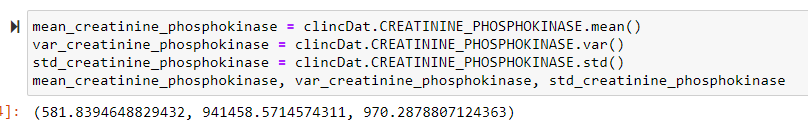 mean_creatinine_phosphokinase = clincDat.CREATININE_PHOSPHOKINASE.mean()
var_creatinine_phosphokinase = clincDat.CREATININE_PHOSPHOKINASE.var()
std_creatinine_phosphokinase = clincDat.CREATININE_PHOSPHOKINASE.std()
mean_creatinine_phosphokinase, var_creatinine_phosphokinase, std_creatinine_phosphokinase
4]: (581.8394648829432, 941458.5714574311, 970.2878807124363)